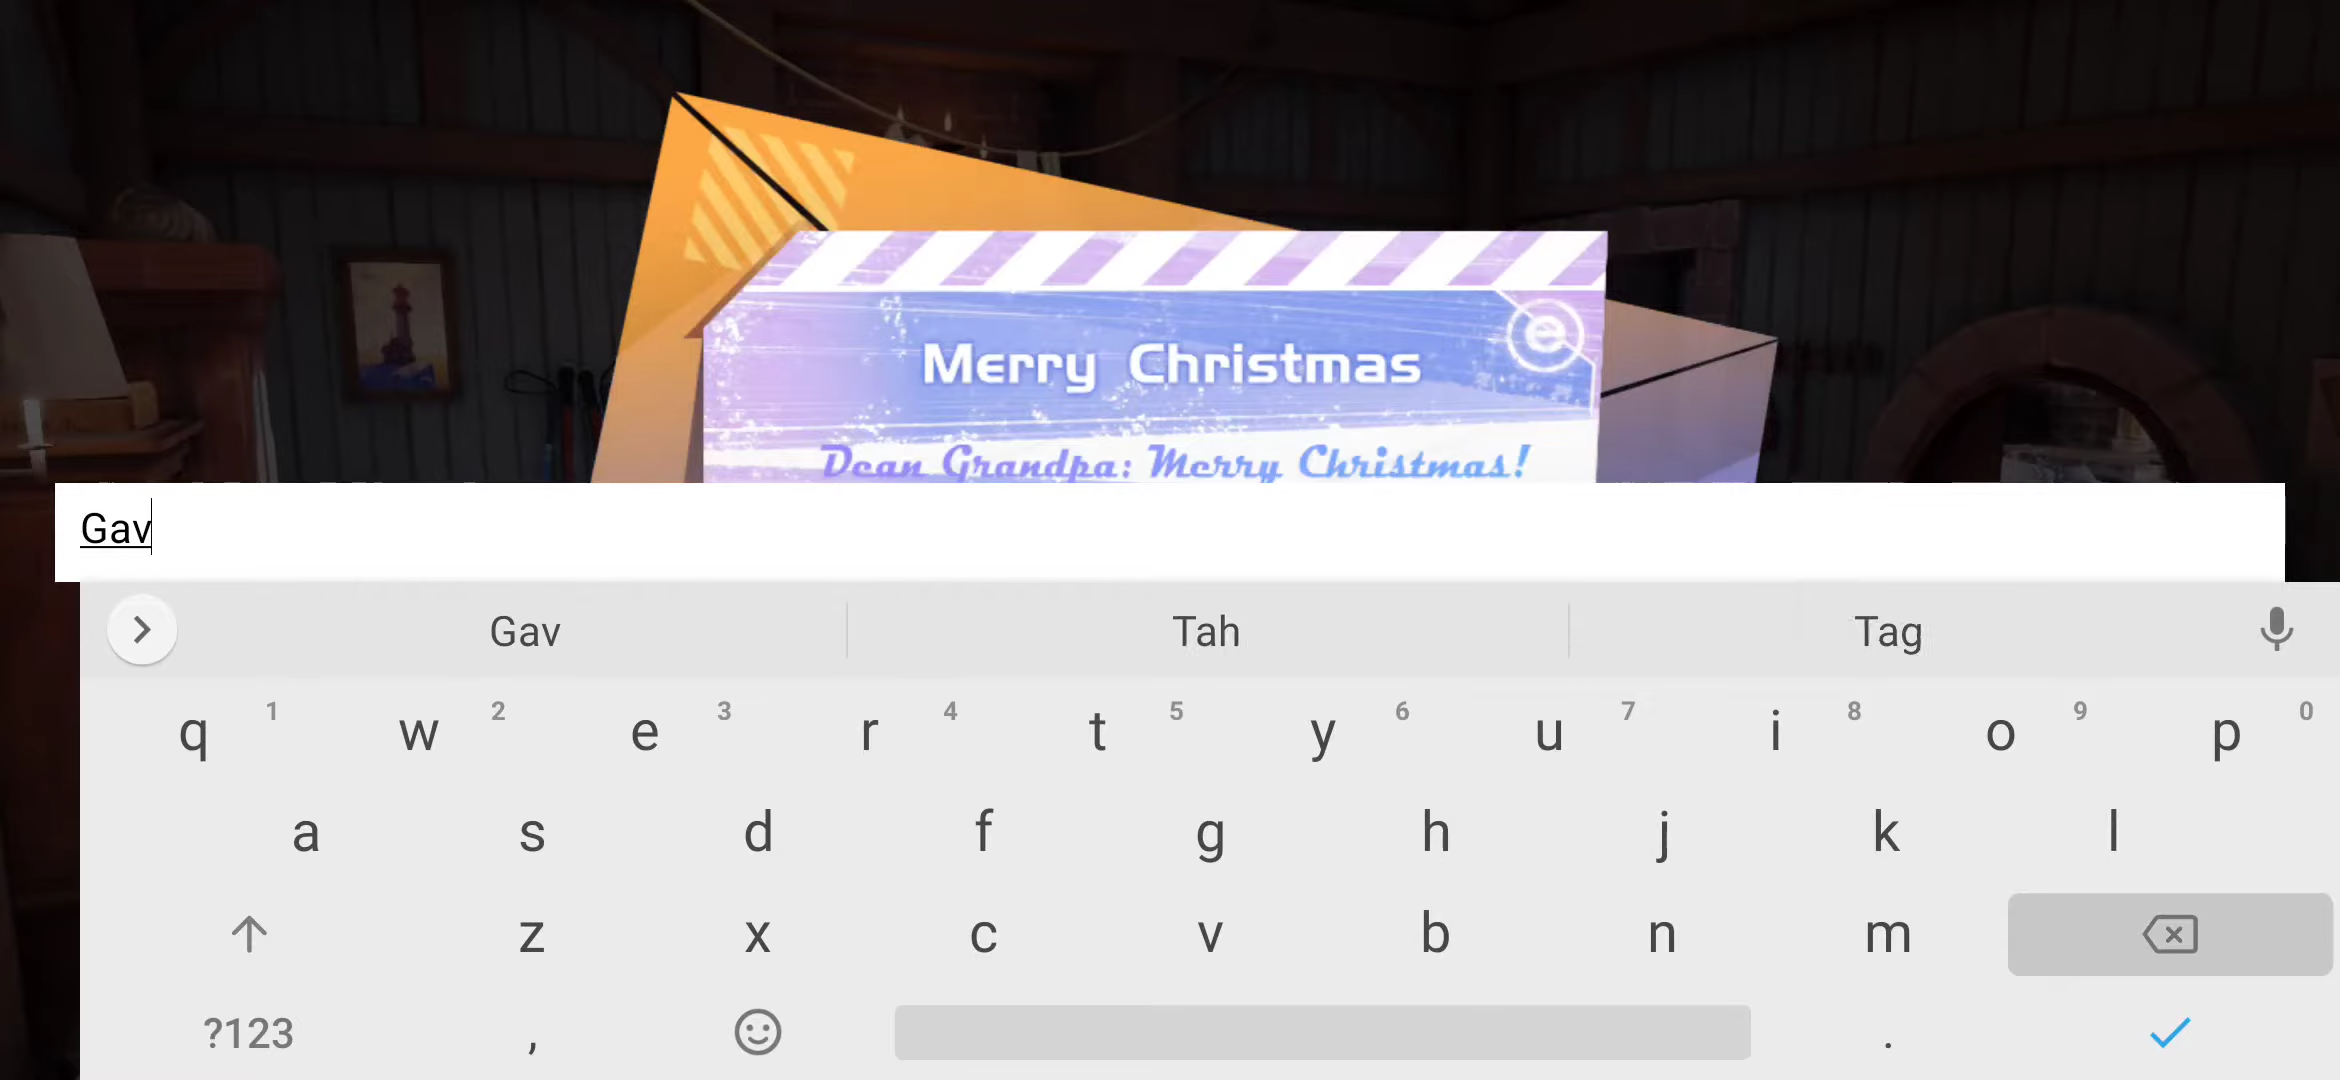 e
Merry Christmas
Dear Grandpa: Merry Christmas!
Gav
Gav Tah Tag
1 2 3 4 5 6 7 8 9 0
q w e r t y u i o p
a s d f g h j k l
z x c v b n m
?123 , .